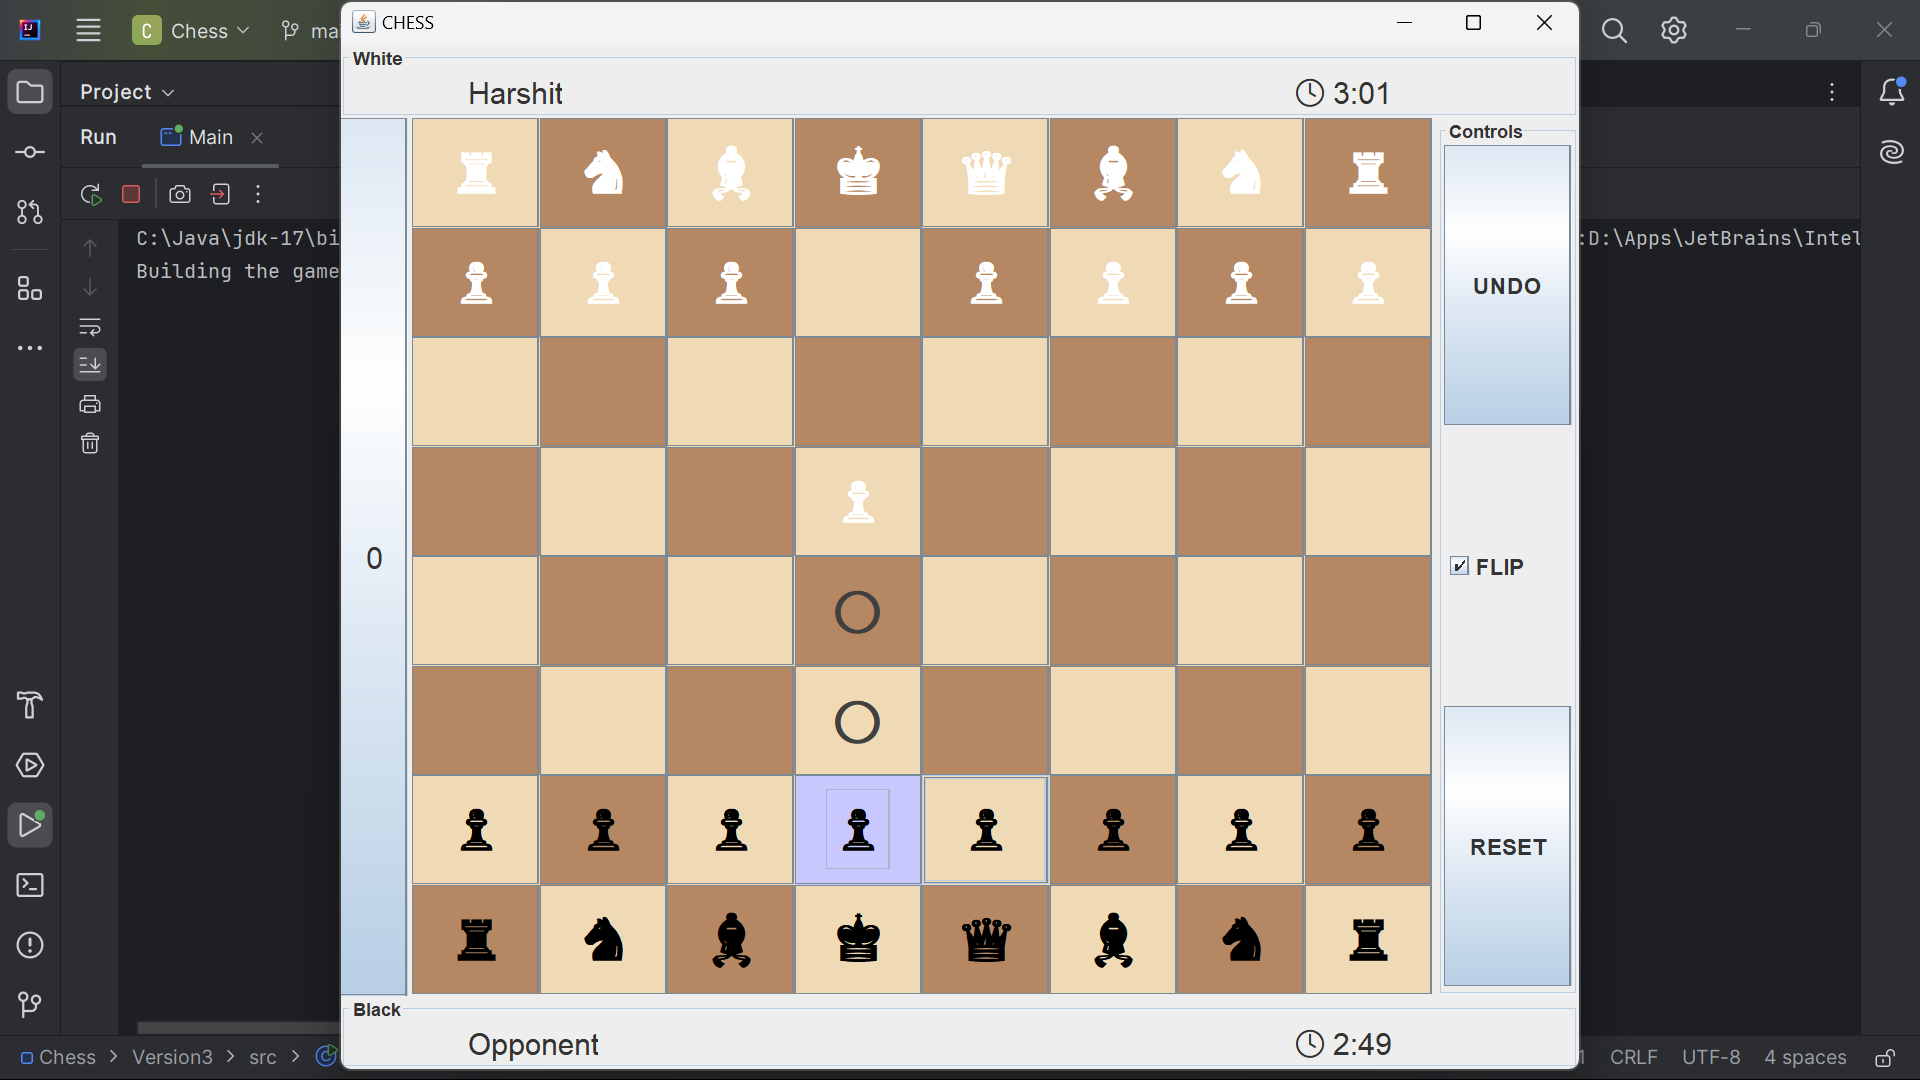 CHESS
C Chess
White
Harshit 3:01
Project
Run Main
Controls
UNDO
C:\Java\jdk-17\bi
:D:\Apps\JetBrains\Intel
Building the game
0
FLIP
RESET
Black
Opponent 2:49
Chess > Version3 > src >
CRLF UTF-8 4 spaces